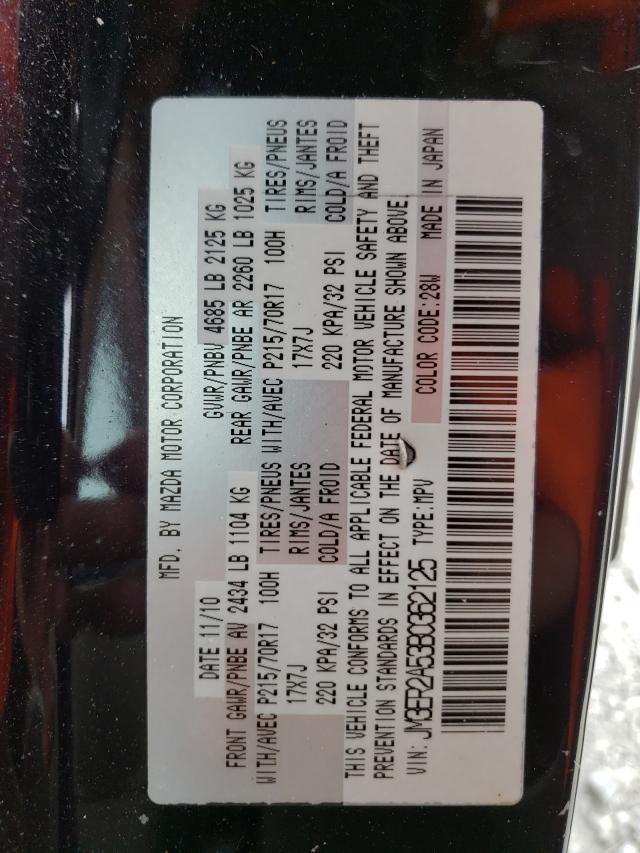 MFD. BY MAZDA MOTOR CORPORATION
DATE 11/10 GVWR/PNBV 4685 LB 2125 KG
FRONT GAWR/PNBE AV 2434 LB 1104 KG REAR GAWR/PNBE AR 2260 LB 1025 KG
WITH/AVEC P215/70R17 100H TIRES/PNEUS WITH/AVEC P215/70R17 100H TIRES/PNEUS
17X7J RIMS/JANTES 17X7J RIMS/JANTES
220 KPA/32 PSI COLD/A FROID 220 KPA/32 PSI COLD/A FROID
THIS VEHICLE CONFORMS TO ALL APPLICABLE FEDERAL MOTOR VEHICLE SAFETY AND THEFT
PREVENTION STANDARDS IN EFFECT ON THE DATE OF MANUFACTURE SHOWN ABOVE.
VIN: JM3ER2A53B0362125 TYPE:MPV COLOR CODE:28W MADE IN JAPAN